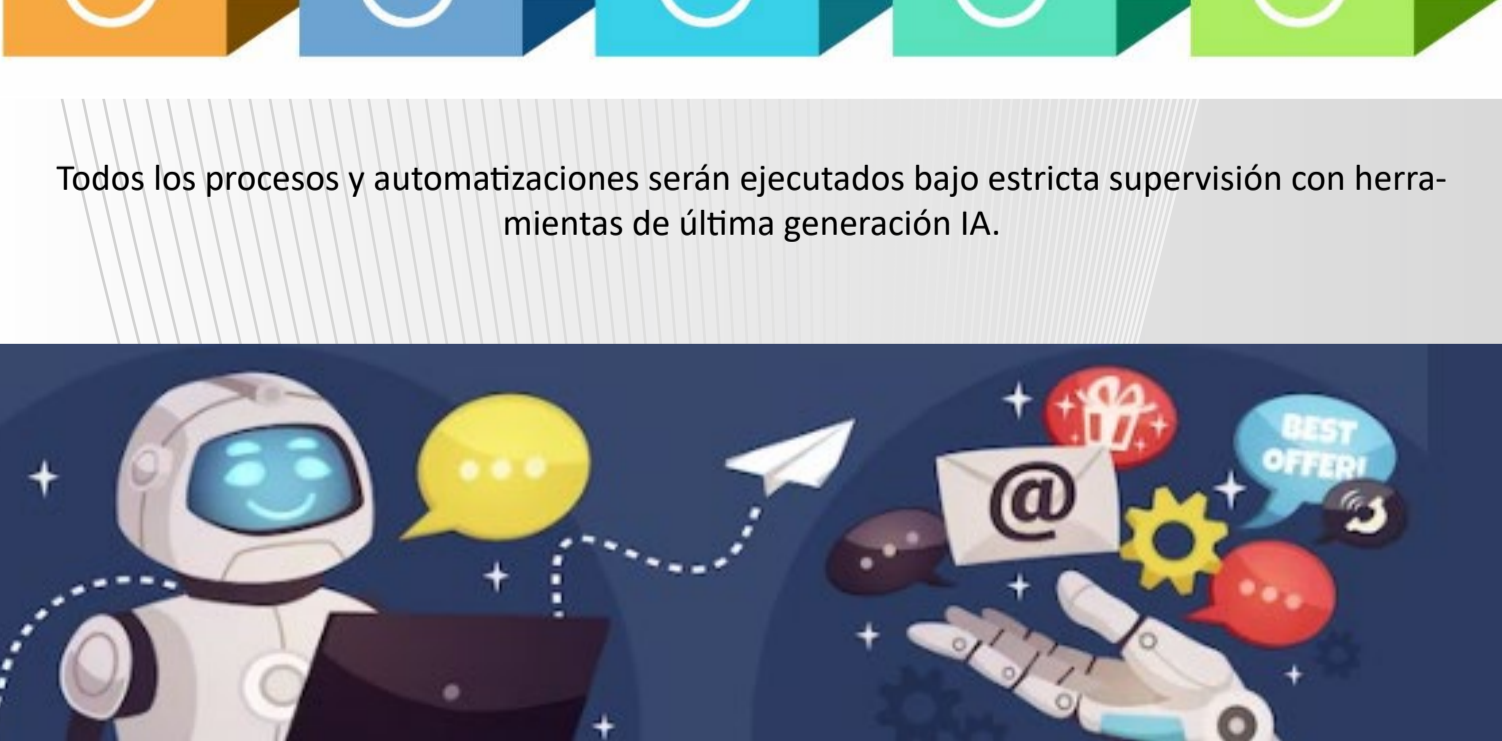 Todos los procesos y automatizaciones serán ejecutados bajo estricta supervisión con herra-
mientas de última generación IA.
@
BEST
OFFER!